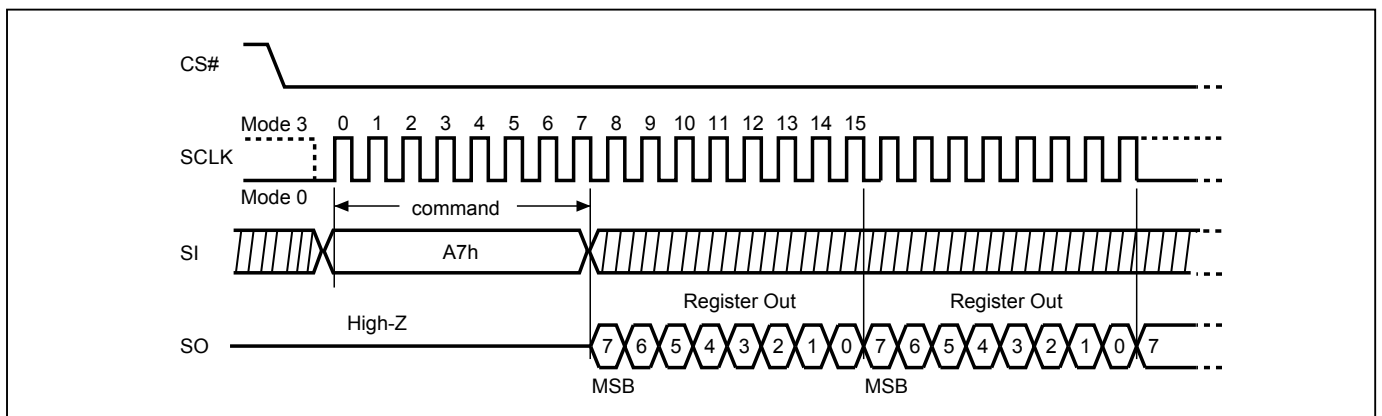 CS#
Mode 3
0 1 2 3 4 5 6 7 8 9 10 11 12 13 14 15
SCLK
Mode 0
command
SI
A7h
Register Out Register Out
High-Z
SO
7 6 5 4 3 2 1 0 7 6 5 4 3 2 1 0 7
MSB MSB